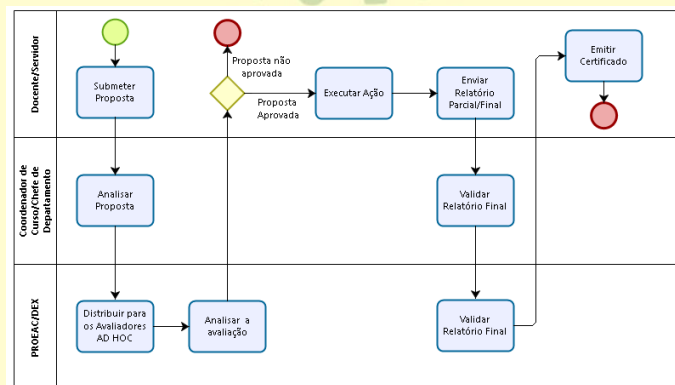 Docente/Servidor
Submeter
Proposta
Proposta não
aprovada
Proposta
Aprovada
Executar Ação
Enviar
Relatório
Parcial/Final
Emitir
Certificado
Coordenador de
Curso/Chefe de
Departamento
Analisar
Proposta
Validar
Relatório Final
PROEAC/DEX
Distribuir para
os Avaliadores
AD HOC
Analisar a
avaliação
Validar
Relatório Final